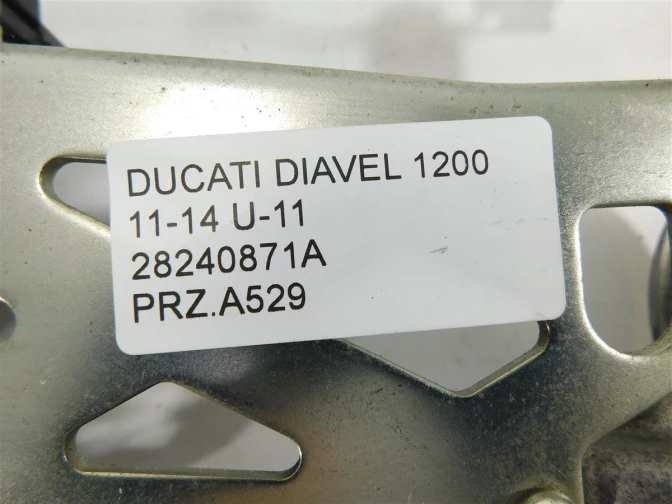 DUCATI DIAVEL 1200
11-14 U-11
28240871A
PRZ.A529